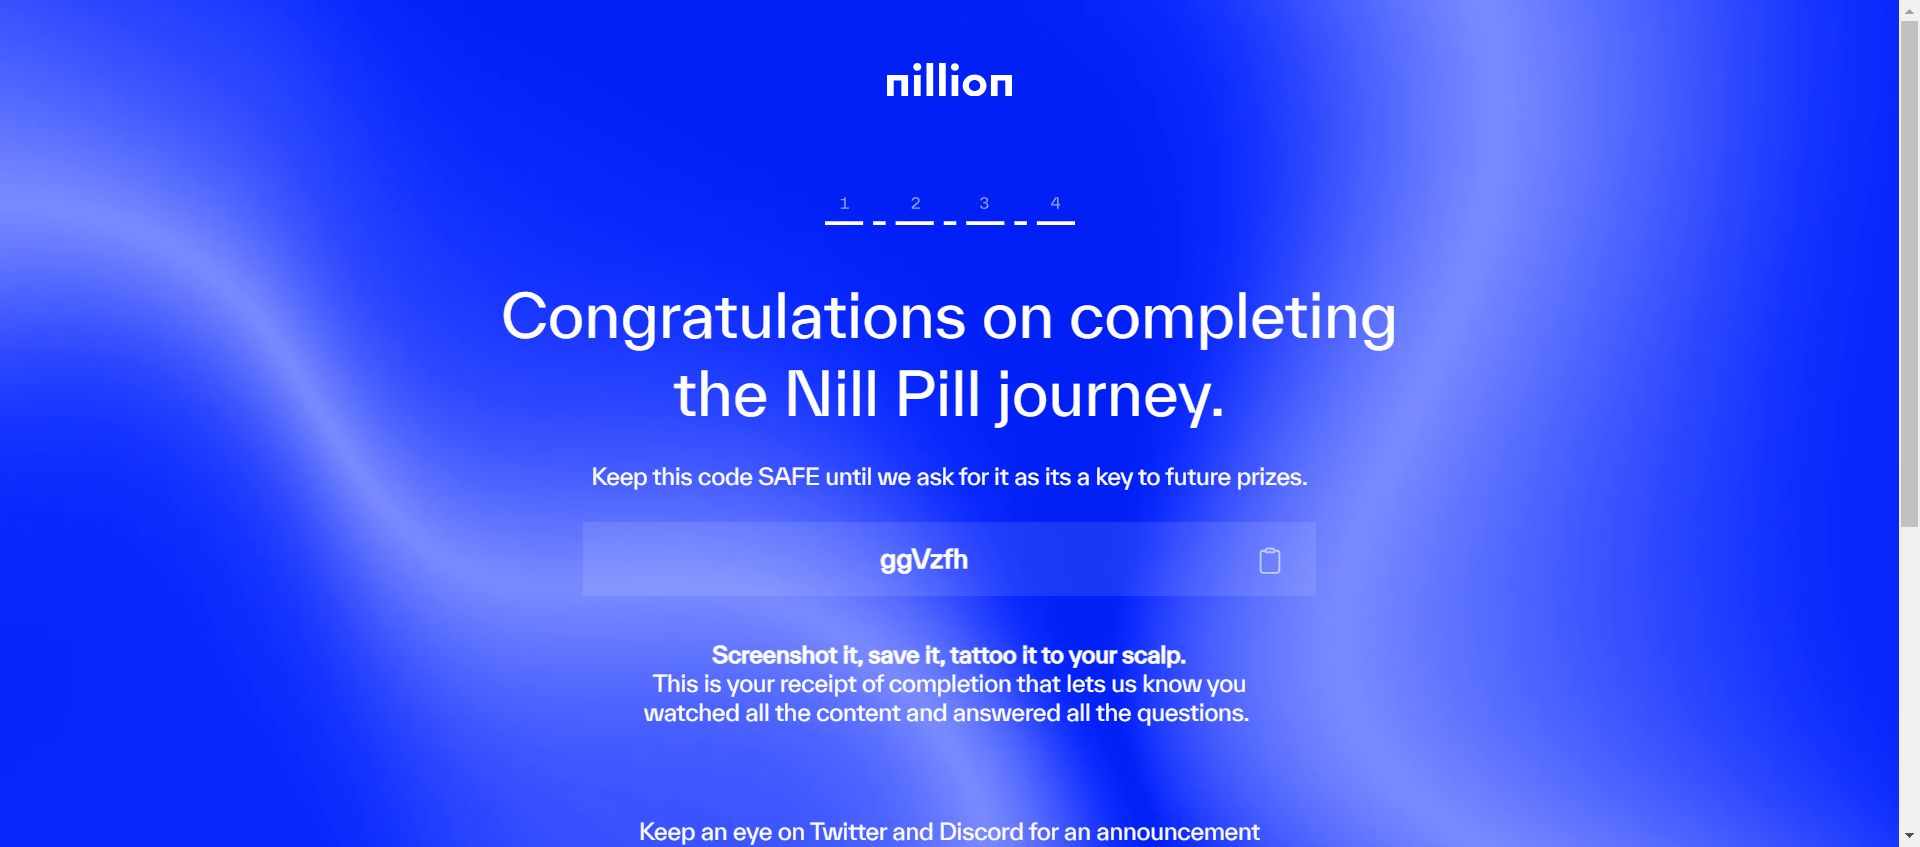 nillion
1 2 3 4
Congratulations on completing
the Nill Pill journey.
Keep this code SAFE until we ask for it as its a key to future prizes.
ggVzfh
Screenshot it, save it, tattoo it to your scalp.
This is your receipt of completion that lets us know you
watched all the content and answered all the questions.
Keep an eye on Twitter and Discord for an announcement